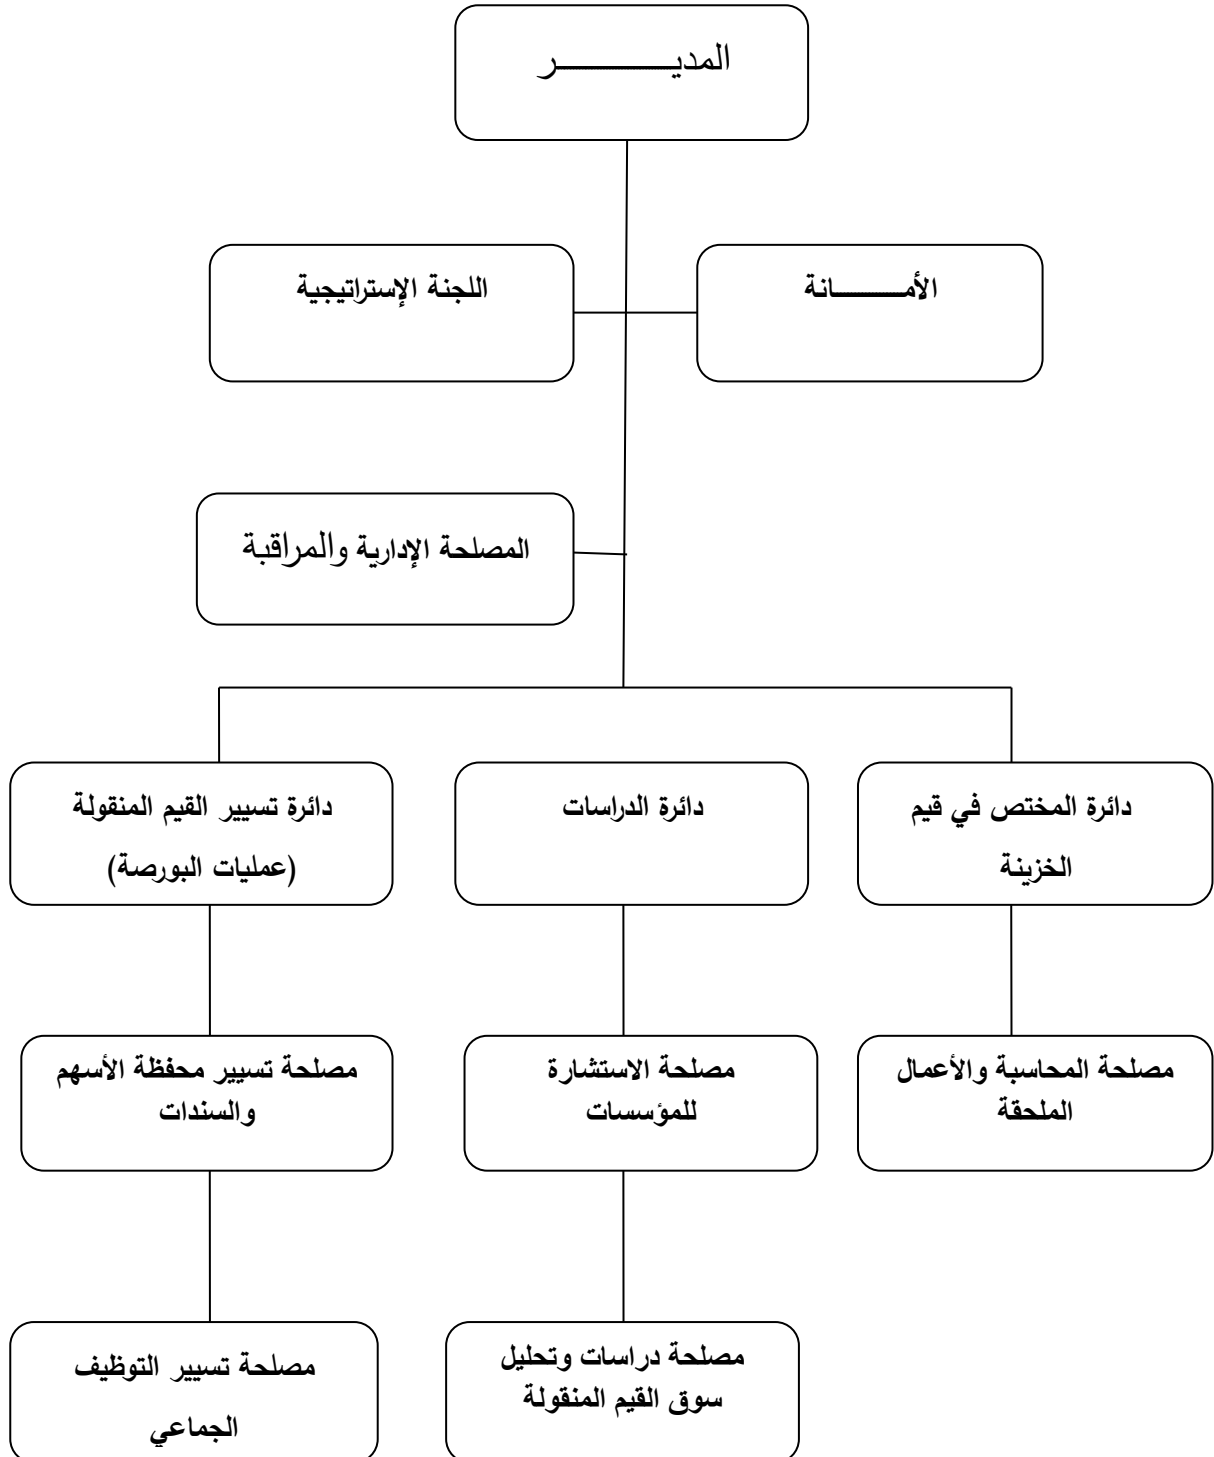 المديـــــــــــــر
الأمـــــــــانة
اللجنة الإستراتيجية
المصلحة الإدارية والمراقبة
دائرة المختص في قيم
الخزينة
دائرة الدراسات
دائرة تسيير القيم المنقولة
(عمليات البورصة)
مصلحة المحاسبة والأعمال
الملحقة
مصلحة الاستشارة
للمؤسسات
مصلحة تسيير محفظة الأسهم
والسندات
مصلحة دراسات وتحليل
سوق القيم المنقولة
مصلحة تسيير التوظيف
الجماعي